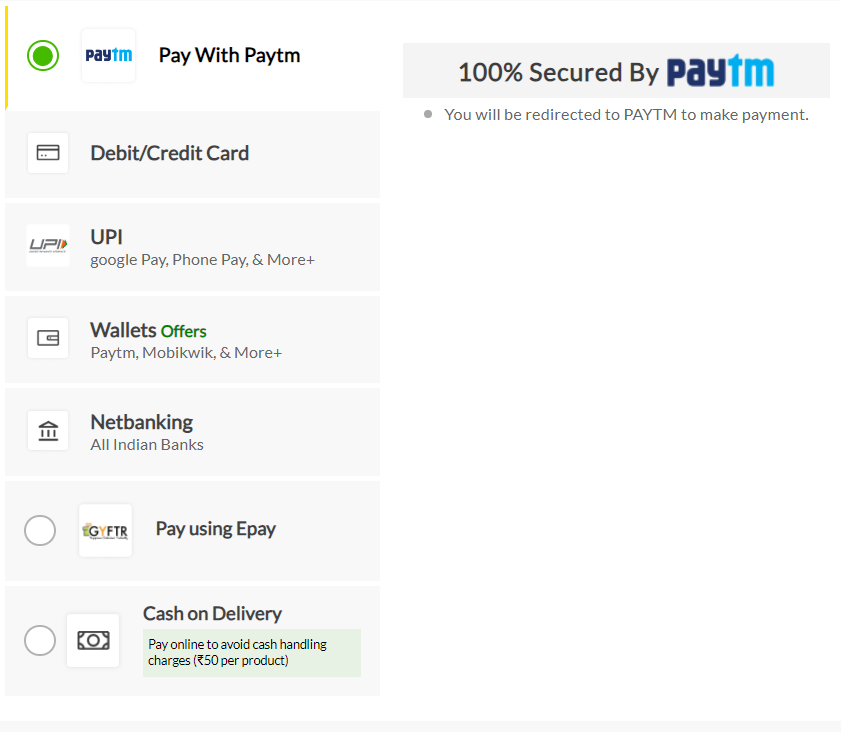 paytm
Pay With Paytm
100% Secured By paytm
You will be redirected to PAYTM to make payment.
Debit/Credit Card
UPI
UPI
google Pay, Phone Pay, & More+
Wallets Offers
Paytm, Mobikwik, & More+
Netbanking
All Indian Banks
GYFTR
Pay using Epay
Cash on Delivery
Pay online to avoid cash handling
charges (₹50 per product)